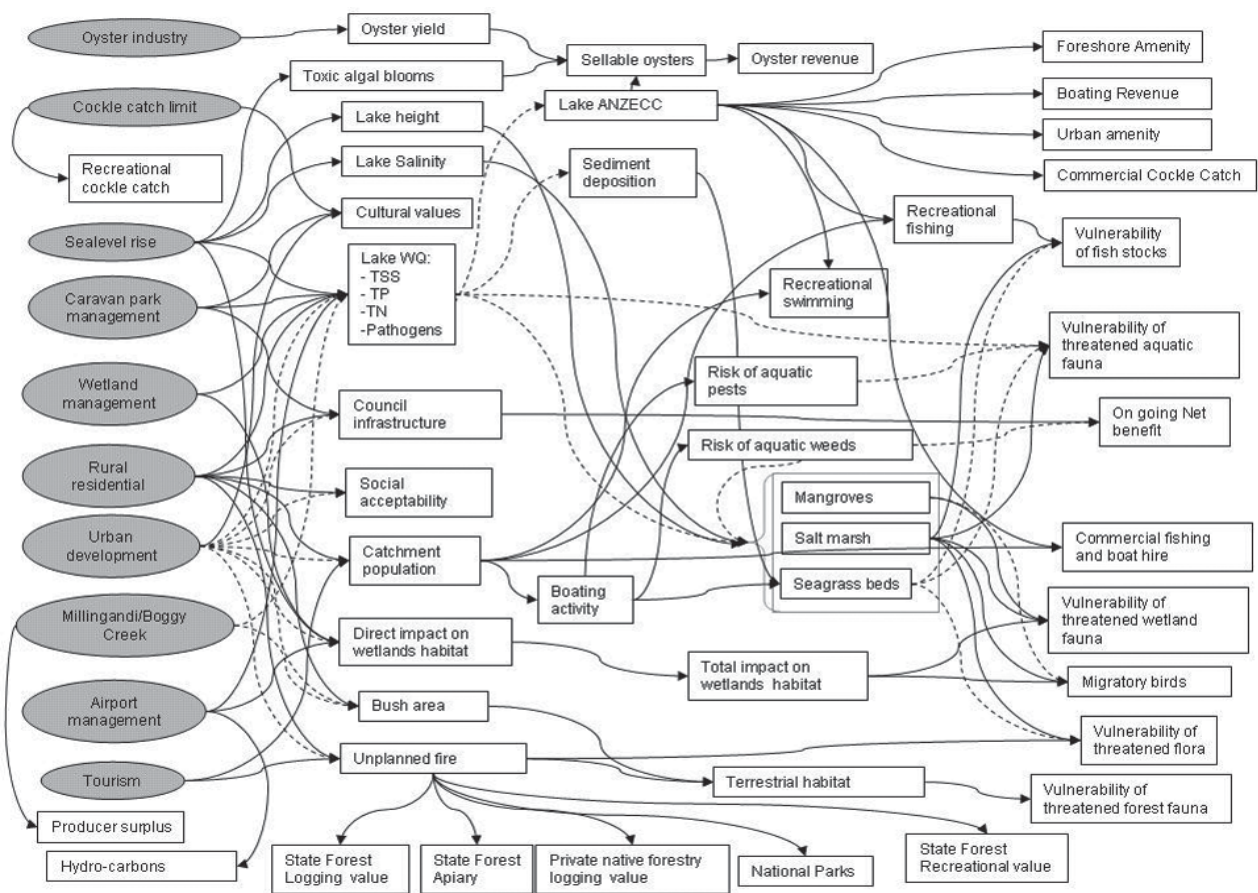 Oyster industry
Cockle catch limit
Recreational
cockle catch
Sealevel rise
Caravan park
management
Wetland
management
Rural
residential
Urban
development
Millingandi/Boggy
Creek
Airport
management
Tourism
Producer surplus
Hydro-carbons
Oyster yield
Toxic algal blooms
Lake height
Lake Salinity
Cultural values
Lake WQ:
- TSS
- TP
-TN
-Pathogens
Council
infrastructure
Social
acceptability
Catchment
population
Direct impact on
wetlands habitat
Bush area
Unplanned fire
State Forest
Logging value
State Forest
Apiary
Private native forestry
logging value
National Parks
State Forest
Recreational value
Sellable oysters
Oyster revenue
Lake ANZECC
Sediment
deposition
Recreational
fishing
Recreational
swimming
Risk of aquatic
pests
Risk of aquatic weeds
Mangroves
Salt marsh
Seagrass beds
Boating
activity
Total impact on
wetlands habitat
Terrestrial habitat
Foreshore Amenity
Boating Revenue
Urban amenity
Commercial Cockle Catch
Vulnerability
of fish stocks
Vulnerability of
threatened aquatic
fauna
On going Net
benefit
Commercial fishing
and boat hire
Vulnerability of
threatened wetland
fauna
Migratory birds
Vulnerability of
threatened flora
Vulnerability of
threatened forest fauna